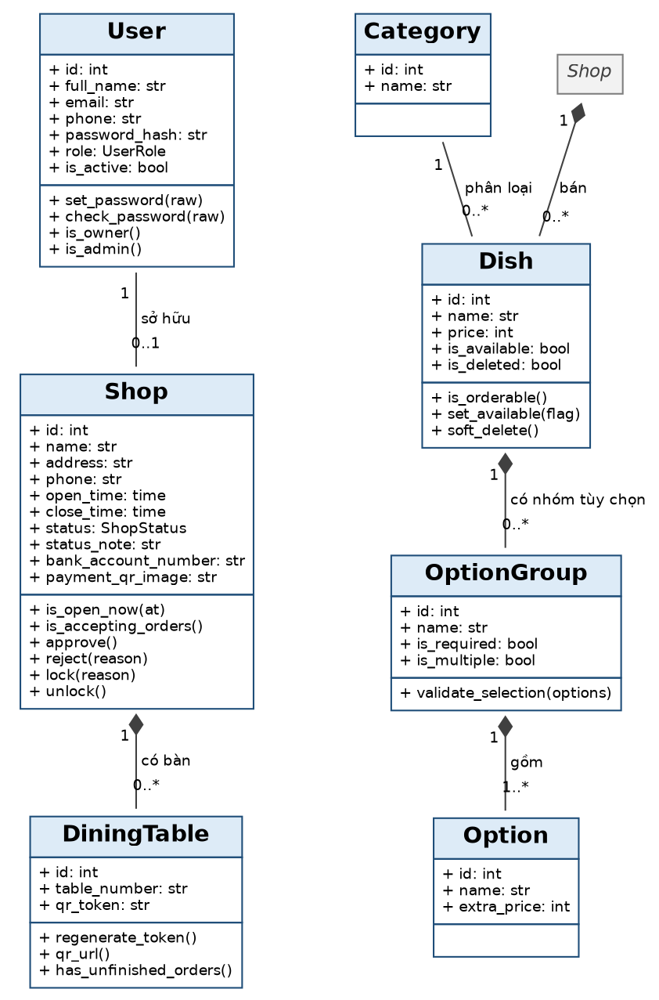 User
+ id: int
+ full_name: str
+ email: str
+ phone: str
+ password_hash: str
+ role: UserRole
+ is_active: bool
+ set_password(raw)
+ check_password(raw)
+ is_owner()
+ is_admin()
1
sở hữu
0..1
Shop
+ id: int
+ name: str
+ address: str
+ phone: str
+ open_time: time
+ close_time: time
+ status: ShopStatus
+ status_note: str
+ bank_account_number: str
+ payment_qr_image: str
+ is_open_now(at)
+ is_accepting_orders()
+ approve()
+ reject(reason)
+ lock(reason)
+ unlock()
1
có bàn
0..*
DiningTable
+ id: int
+ table_number: str
+ qr_token: str
+ regenerate_token()
+ qr_url()
+ has_unfinished_orders()
Category
+ id: int
+ name: str
Shop
1
1
phân loại
bán
0..*
0..*
Dish
+ id: int
+ name: str
+ price: int
+ is_available: bool
+ is_deleted: bool
+ is_orderable()
+ set_available(flag)
+ soft_delete()
1
có nhóm tùy chọn
0..*
OptionGroup
+ id: int
+ name: str
+ is_required: bool
+ is_multiple: bool
+ validate_selection(options)
1
gồm
1..*
Option
+ id: int
+ name: str
+ extra_price: int